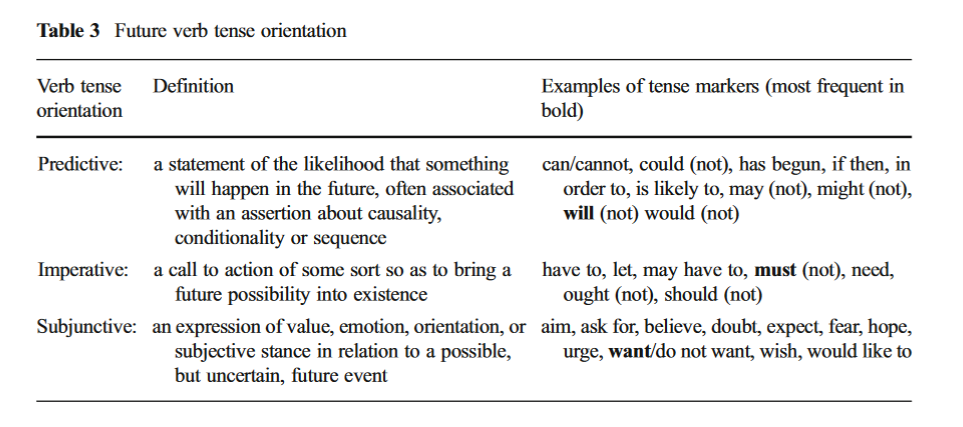 Table 3 Future verb tense orientation
Verb tense orientation
Definition
Examples of tense markers (most frequent in bold)
Predictive:
a statement of the likelihood that something
will happen in the future, often associated
with an assertion about causality,
conditionality or sequence
can/cannot, could (not), has begun, if then, in
order to, is likely to, may (not), might (not),
will (not) would (not)
Imperative:
a call to action of some sort so as to bring a
future possibility into existence
have to, let, may have to, must (not), need,
ought (not), should (not)
Subjunctive:
an expression of value, emotion, orientation, or
subjective stance in relation to a possible,
but uncertain, future event
aim, ask for, believe, doubt, expect, fear, hope,
urge, want/do not want, wish, would like to